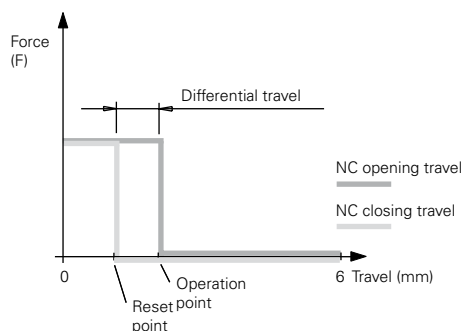 Force
(F)
Differential travel
NC opening travel
NC closing travel
0
Operation
point
Reset
point
6
Travel (mm)